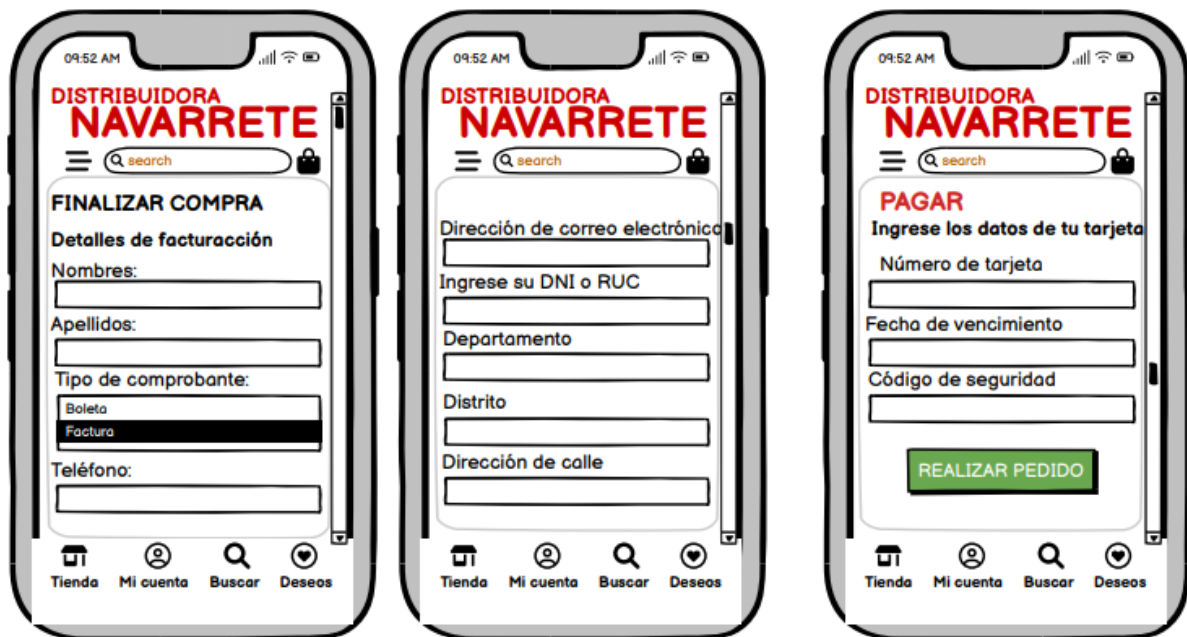 09:52 AM
DISTRIBUIDORA
NAVARRETE
search
FINALIZAR COMPRA
Detalles de facturacción
Nombres:
Apellidos:
Tipo de comprobante:
Boleta
Factura
Teléfono:
Tienda Mi cuenta Buscar Deseos
09:52 AM
DISTRIBUIDORA
NAVARRETE
search
Dirección de correo electrónico
Ingrese su DNI o RUC
Departamento
Distrito
Dirección de calle
Tienda Mi cuenta Buscar Deseos
09:52 AM
DISTRIBUIDORA
NAVARRETE
search
PAGAR
Ingrese los datos de tu tarjeta
Número de tarjeta
Fecha de vencimiento
Código de seguridad
REALIZAR PEDIDO
Tienda Mi cuenta Buscar Deseos